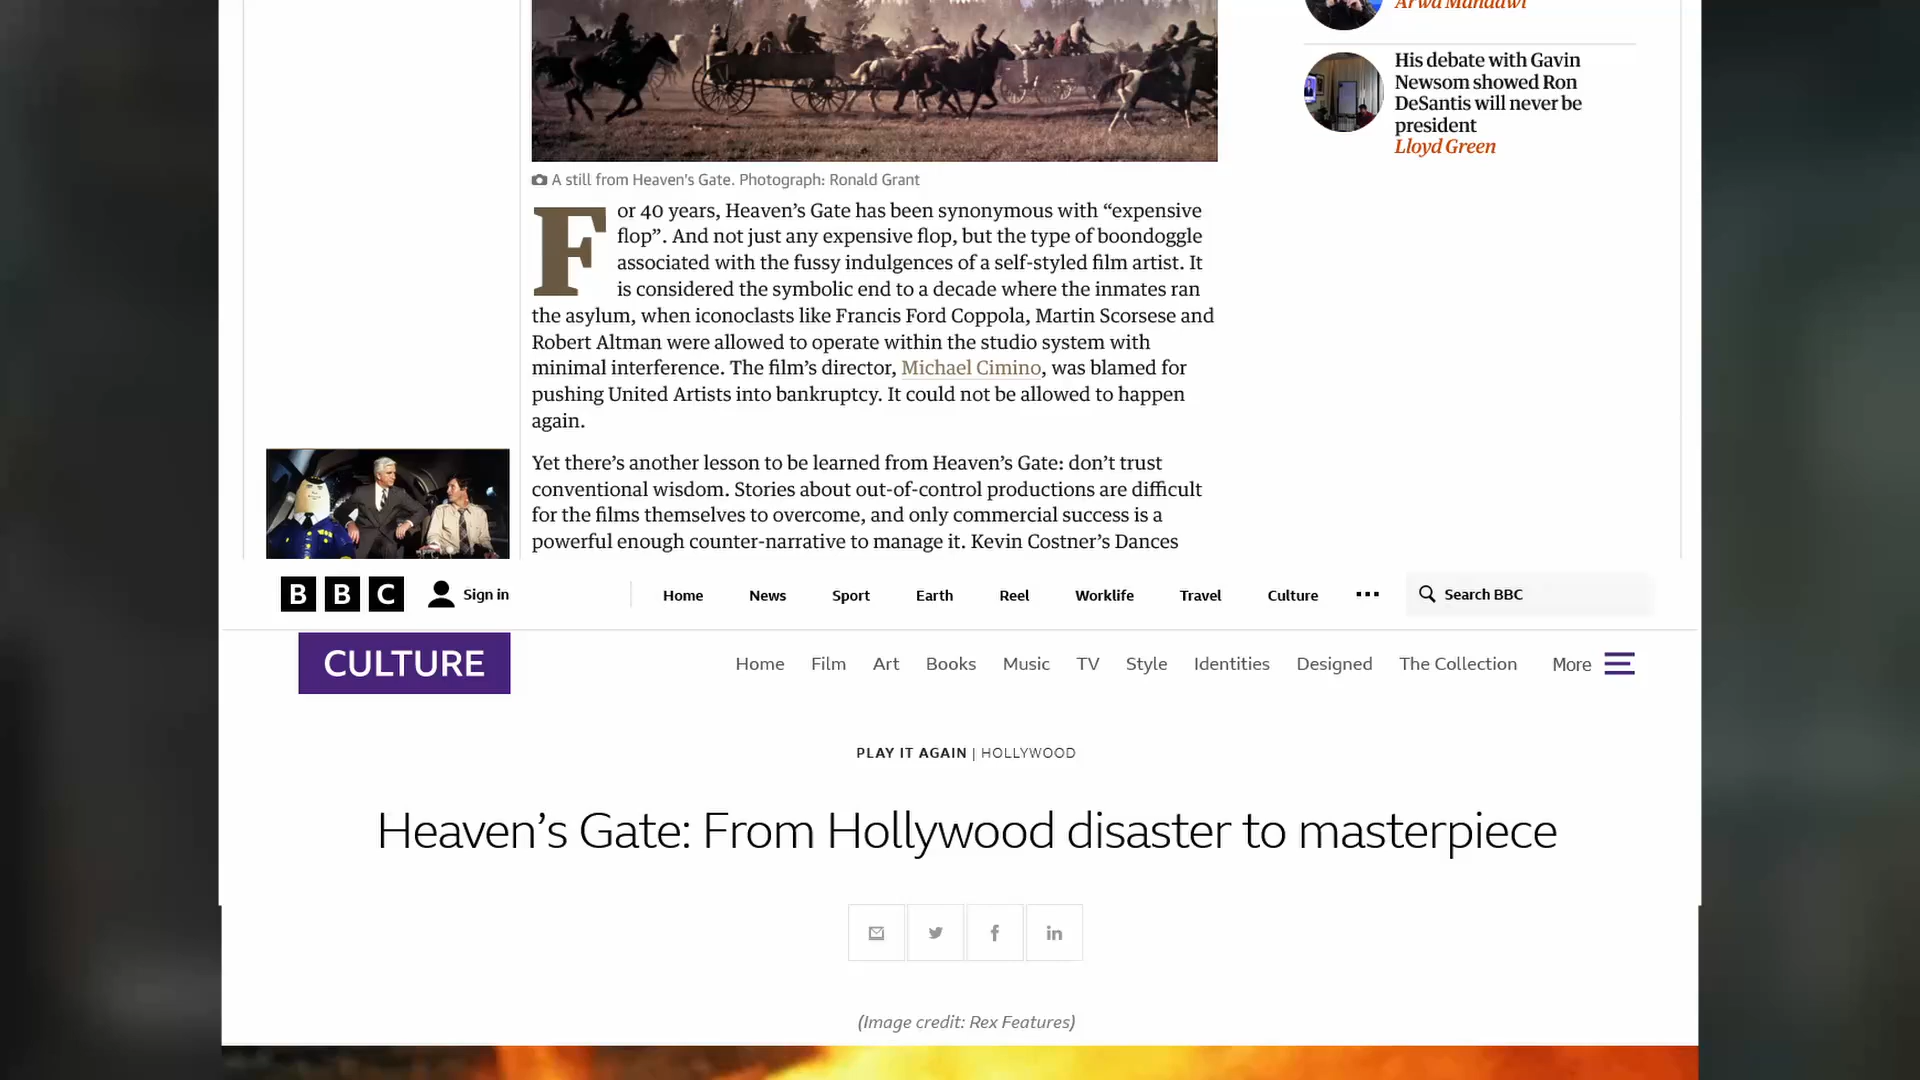 Arwa Mahdawi
His debate with Gavin
Newsom showed Ron
DeSantis will never be
president
Lloyd Green
A still from Heaven's Gate. Photograph: Ronald Grant
For 40 years, Heaven’s Gate has been synonymous with “expensive
flop”. And not just any expensive flop, but the type of boondoggle
associated with the fussy indulgences of a self-styled film artist. It
is considered the symbolic end to a decade where the inmates ran
the asylum, when iconoclasts like Francis Ford Coppola, Martin Scorsese and
Robert Altman were allowed to operate within the studio system with
minimal interference. The film’s director, Michael Cimino, was blamed for
pushing United Artists into bankruptcy. It could not be allowed to happen
again.
Yet there’s another lesson to be learned from Heaven’s Gate: don’t trust
conventional wisdom. Stories about out-of-control productions are difficult
for the films themselves to overcome, and only commercial success is a
powerful enough counter-narrative to manage it. Kevin Costner’s Dances
BBC Sign in Home News Sport Earth Reel Worklife Travel Culture ••• Search BBC
CULTURE Home Film Art Books Music TV Style Identities Designed The Collection More
PLAY IT AGAIN | HOLLYWOOD
Heaven’s Gate: From Hollywood disaster to masterpiece
(Image credit: Rex Features)